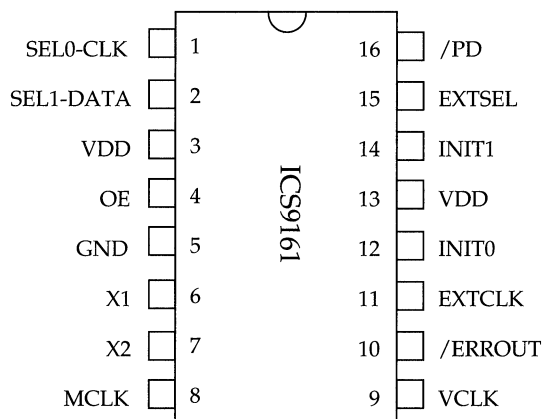 SEL0-CLK 1 16 /PD
SEL1-DATA 2 15 EXTSEL
VDD 3 14 INIT1
OE 4 13 VDD
GND 5 12 INIT0
X1 6 11 EXTCLK
X2 7 10 /ERROUT
MCLK 8 9 VCLK
ICS9161